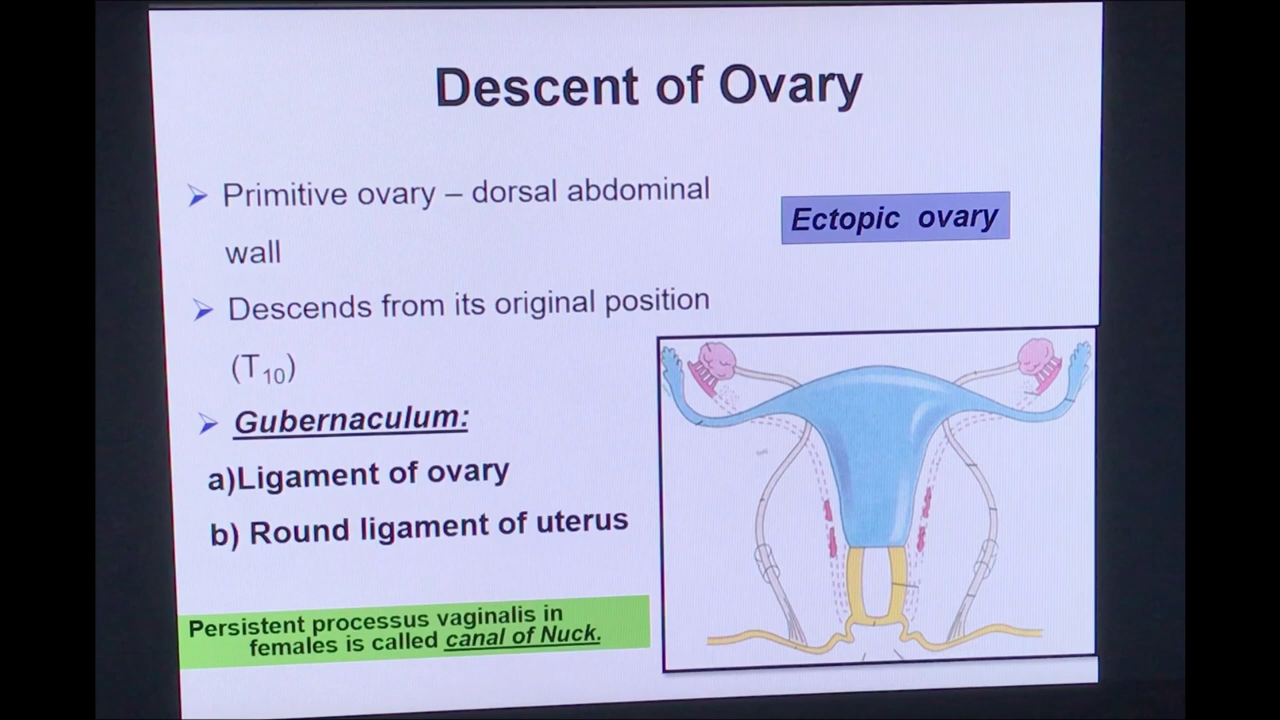 Descent of Ovary
➢ Primitive ovary – dorsal abdominal
wall
➢ Descends from its original position
(T₁₀)
➢ Gubernaculum:
a)Ligament of ovary
b) Round ligament of uterus
Ectopic ovary
Persistent processus vaginalis in
females is called canal of Nuck.